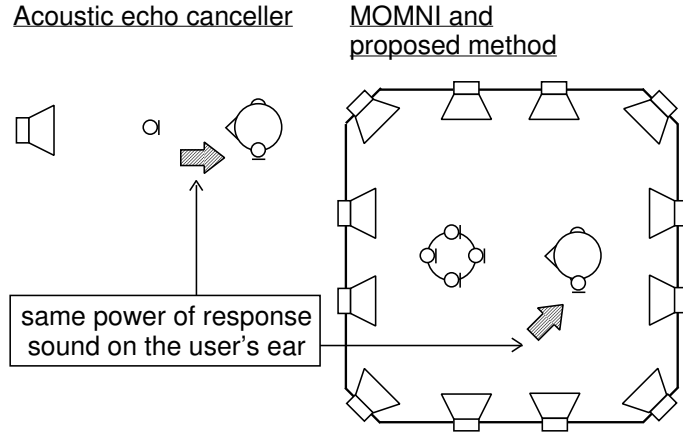 Acoustic echo canceller
MOMNI and
proposed method
same power of response
sound on the user's ear